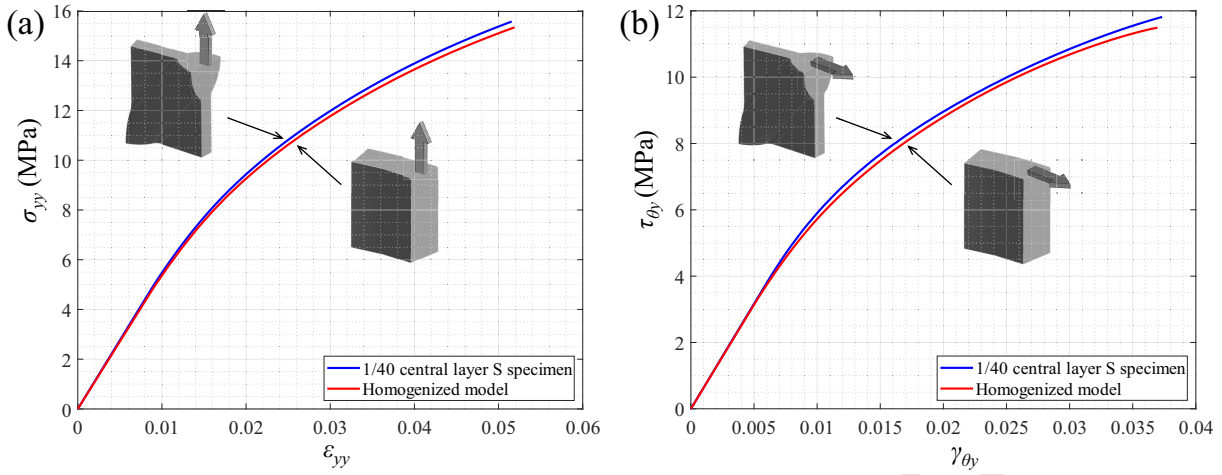 (a)
σyy (MPa)
16
14
12
10
8
6
4
2
0
0 0.01 0.02 0.03 0.04 0.05 0.06
εyy
1/40 central layer S specimen
Homogenized model
(b)
τθy (MPa)
12
10
8
6
4
2
0
0 0.005 0.01 0.015 0.02 0.025 0.03 0.035 0.04
γθy
1/40 central layer S specimen
Homogenized model